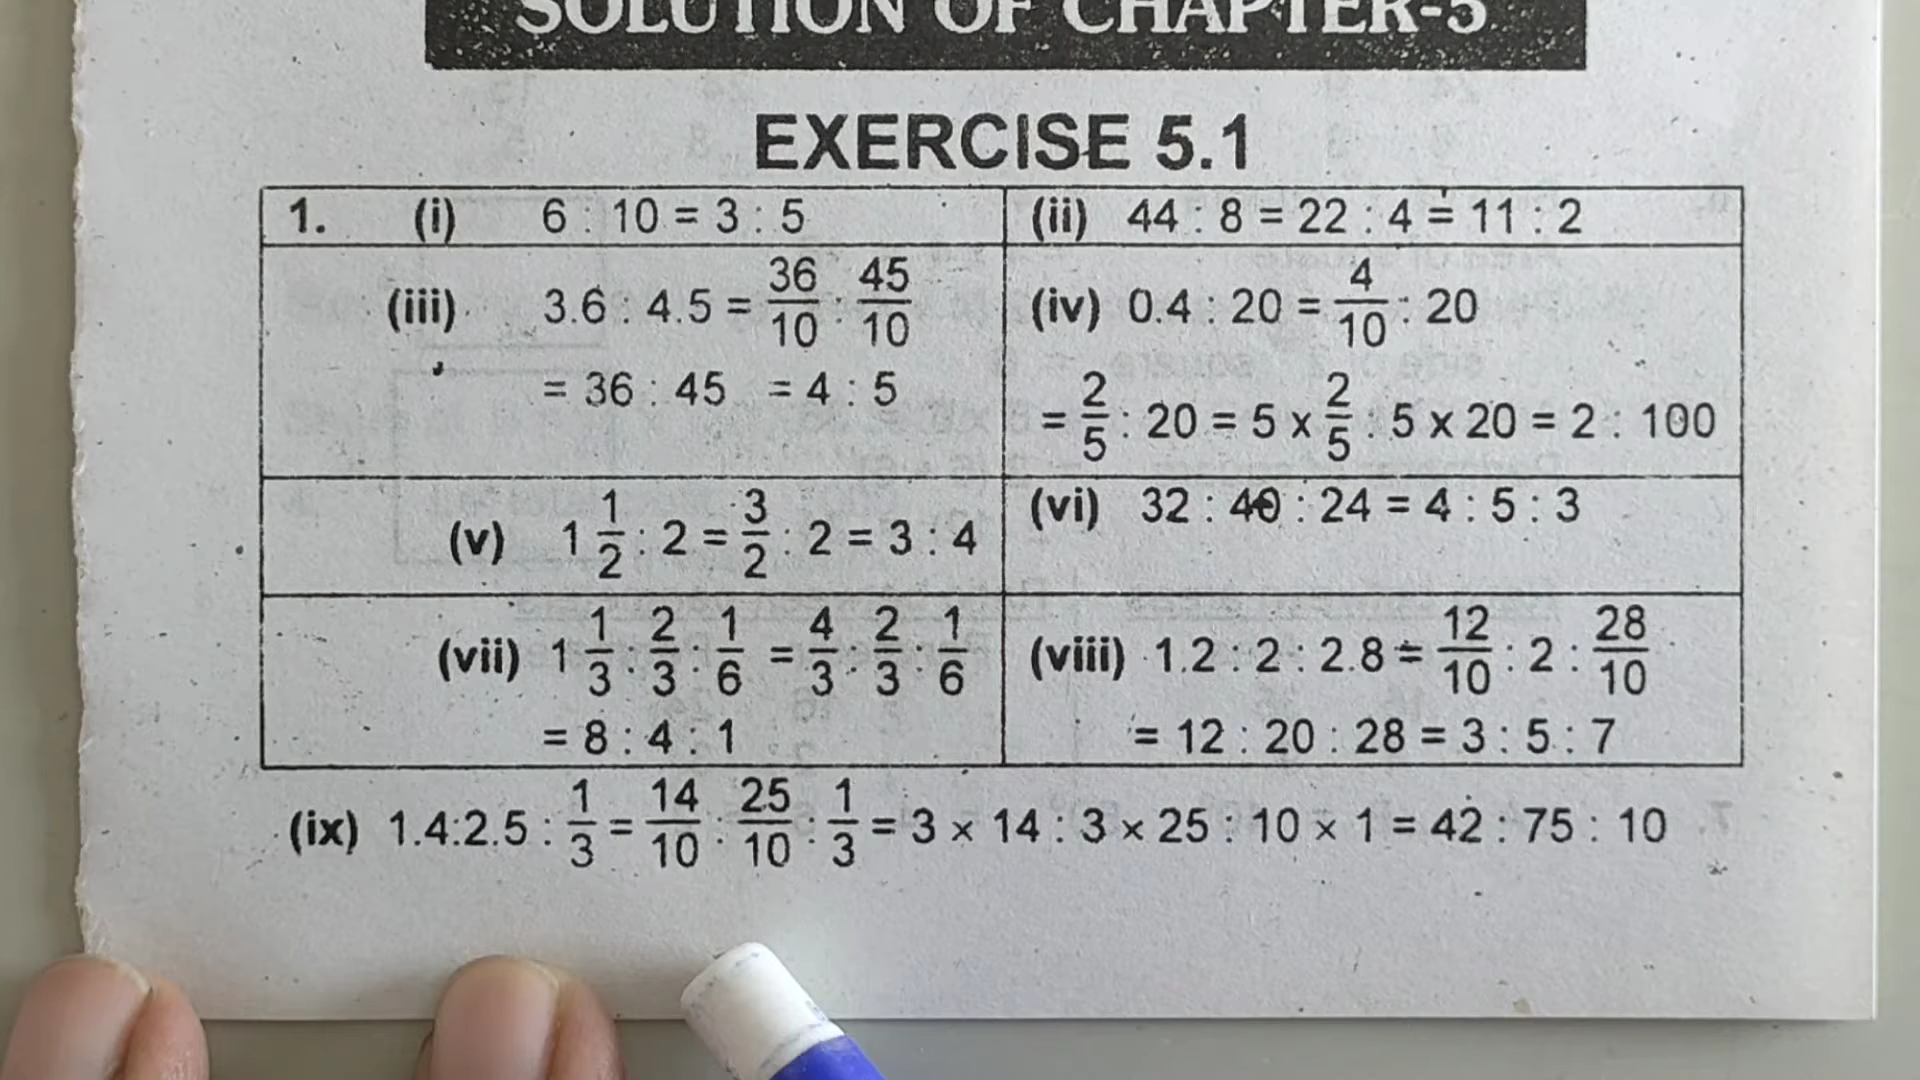 SOLUTION OF CHAPTER-5
EXERCISE 5.1
1. (i) 6 : 10 = 3 : 5
(ii) 44 : 8 = 22 : 4 = 11 : 2
(iii) 3.6 : 4.5 = 36/10 : 45/10
= 36 : 45 = 4 : 5
(iv) 0.4 : 20 = 4/10 : 20
= 2/5 : 20 = 5 x 2/5 : 5 x 20 = 2 : 100
(v) 1 1/2 : 2 = 3/2 : 2 = 3 : 4
(vi) 32 : 40 : 24 = 4 : 5 : 3
(vii) 1 1/3 : 2/3 : 1/6 = 4/3 : 2/3 : 1/6
= 8 : 4 : 1
(viii) 1.2 : 2 : 2.8 = 12/10 : 2 : 28/10
= 12 : 20 : 28 = 3 : 5 : 7
(ix) 1.4:2.5 : 1/3 = 14/10 : 25/10 : 1/3 = 3 × 14 : 3 × 25 : 10 × 1 = 42 : 75 : 10